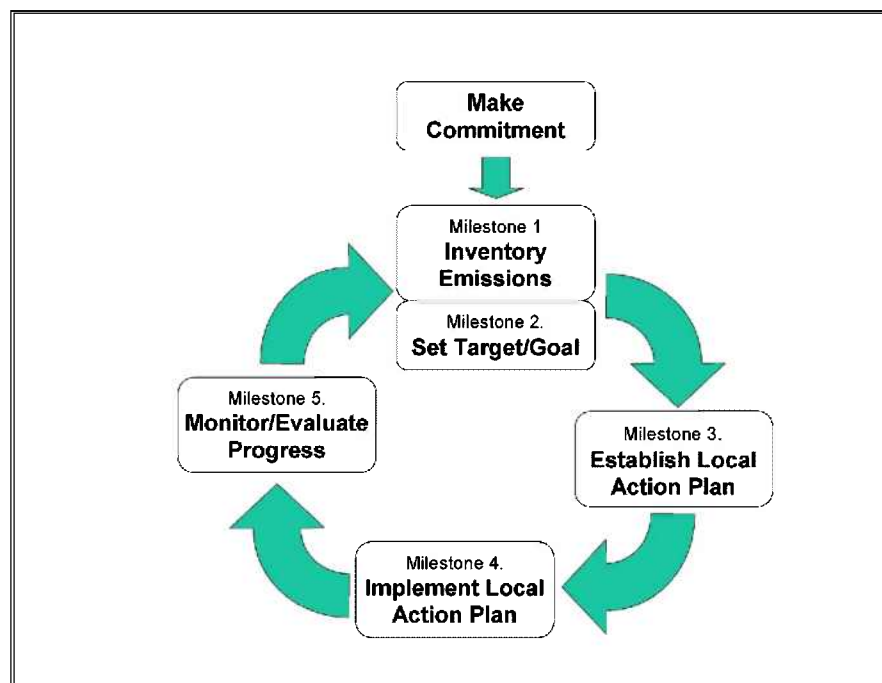 Make
Commitment
Milestone 1
Inventory
Emissions
Milestone 2.
Set Target/Goal
Milestone 3.
Establish Local
Action Plan
Milestone 4.
Implement Local
Action Plan
Milestone 5.
Monitor/Evaluate
Progress